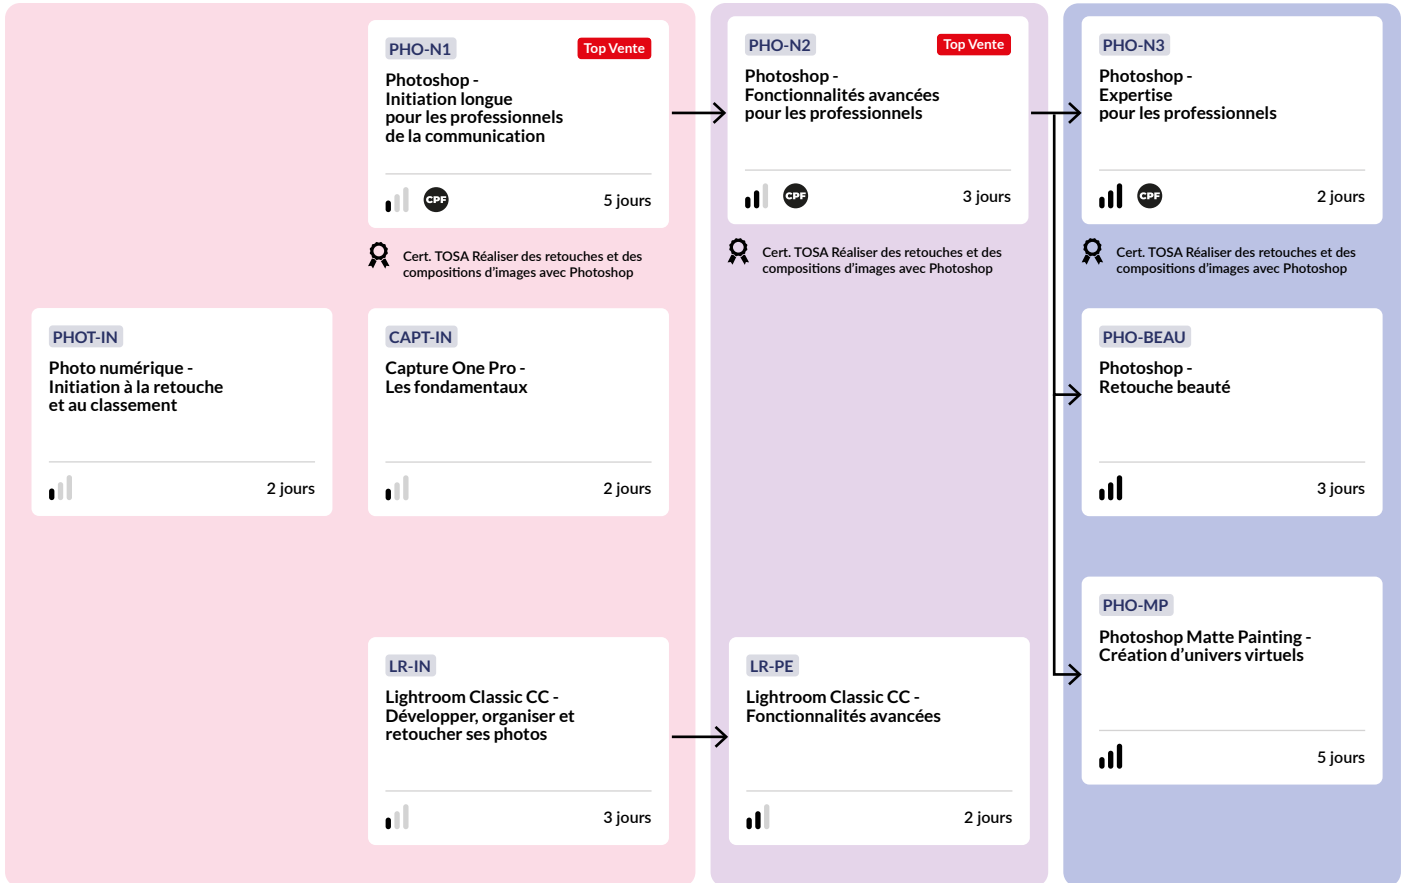 PHO-N1
Top Vente
Photoshop -
Initiation longue
pour les professionnels
de la communication
CPF
5 jours
Cert. TOSA Réaliser des retouches et des
compositions d'images avec Photoshop
PHO-N2
Top Vente
Photoshop -
Fonctionnalités avancées
pour les professionnels
CPF
3 jours
Cert. TOSA Réaliser des retouches et des
compositions d'images avec Photoshop
PHO-N3
Photoshop -
Expertise
pour les professionnels
CPF
2 jours
Cert. TOSA Réaliser des retouches et des
compositions d'images avec Photoshop
PHOT-IN
Photo numérique -
Initiation à la retouche
et au classement
2 jours
CAPT-IN
Capture One Pro -
Les fondamentaux
2 jours
PHO-BEAU
Photoshop -
Retouche beauté
3 jours
LR-IN
Lightroom Classic CC -
Développer, organiser et
retoucher ses photos
3 jours
LR-PE
Lightroom Classic CC -
Fonctionnalités avancées
2 jours
PHO-MP
Photoshop Matte Painting -
Création d'univers virtuels
5 jours